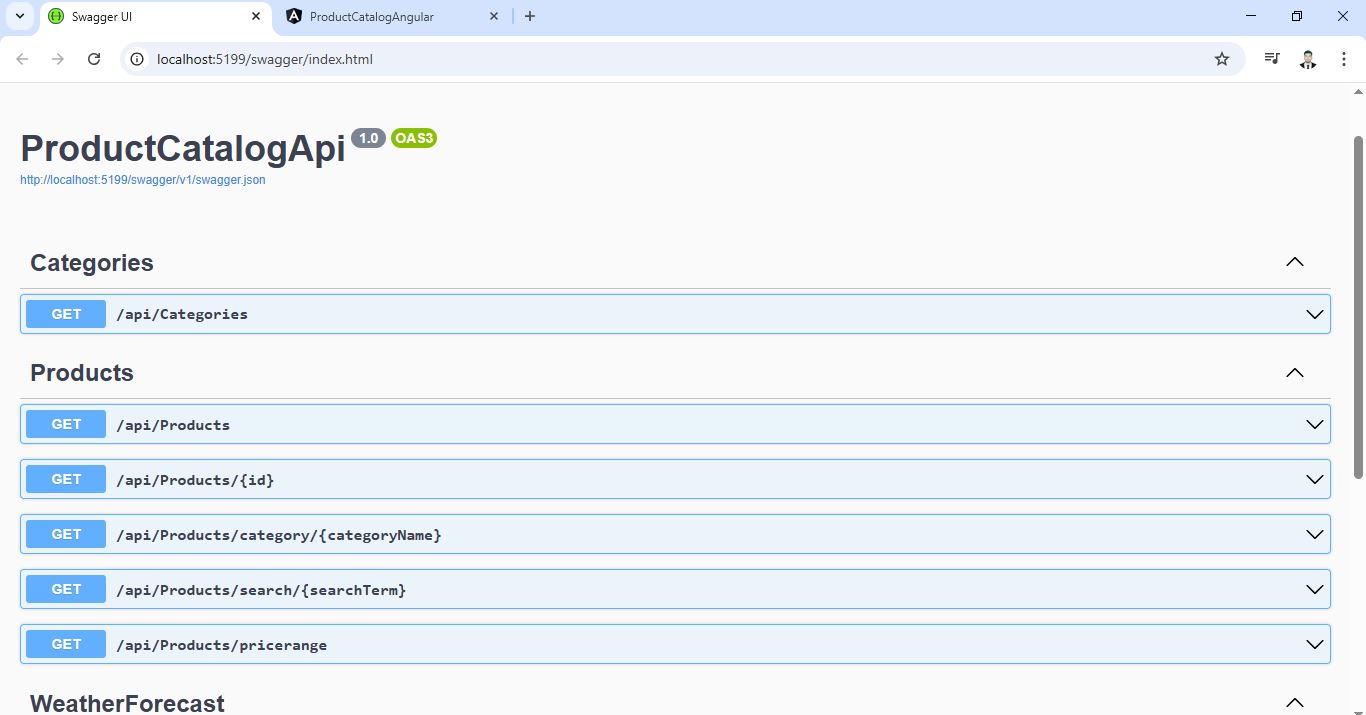 Swagger UI
ProductCatalogAngular
localhost:5199/swagger/index.html
ProductCatalogApi 1.0 OAS3
http://localhost:5199/swagger/v1/swagger.json
Categories
GET /api/Categories
Products
GET /api/Products
GET /api/Products/{id}
GET /api/Products/category/{categoryName}
GET /api/Products/search/{searchTerm}
GET /api/Products/pricerange
WeatherForecast